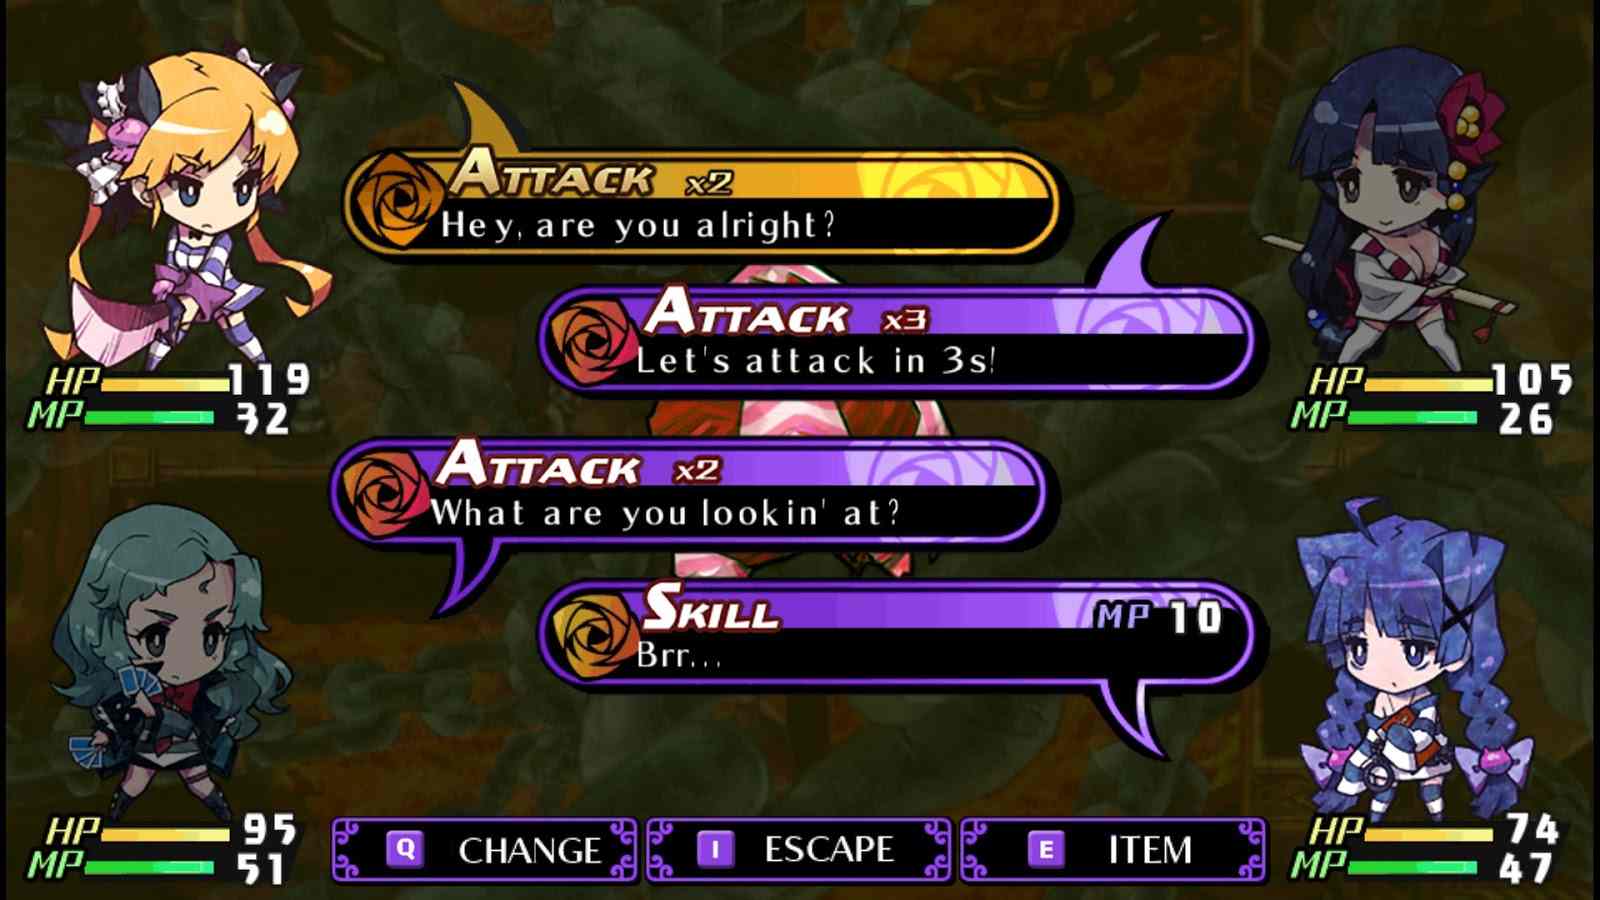 ATTACK x2
Hey, are you alright?
ATTACK x3
Let's attack in 3s!
HP 119
MP 32
HP 105
MP 26
ATTACK x2
What are you lookin' at?
SKILL MP 10
Brr...
HP 95
MP 51
HP 74
MP 47
Q CHANGE
I ESCAPE
E ITEM